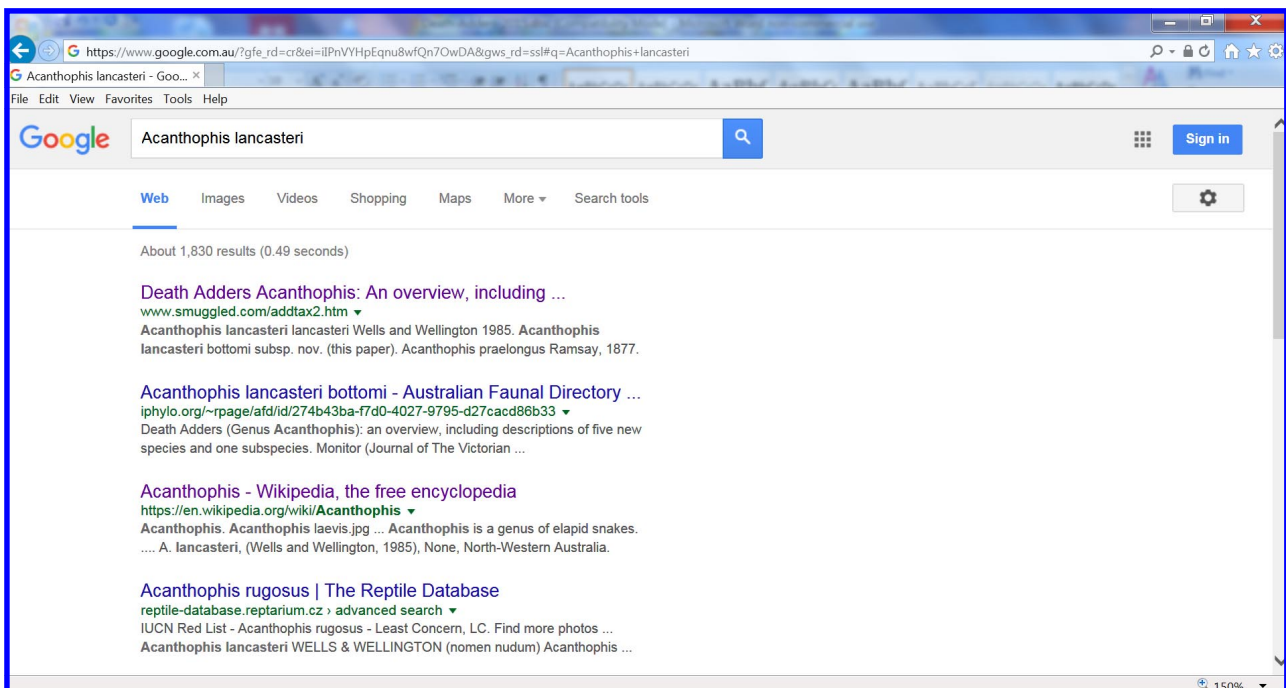 https://www.google.com.au/?gfe_rd=cr&ei=ilPnVYHpEqnu8wfQn7OwDA&gws_rd=ssl#q=Acanthophis+lancasteri
Acanthophis lancasteri - Goo...
File Edit View Favorites Tools Help
Google Acanthophis lancasteri Sign in
Web Images Videos Shopping Maps More Search tools
About 1,830 results (0.49 seconds)
Death Adders Acanthophis: An overview, including ...
www.smuggled.com/addtax2.htm
Acanthophis lancasteri lancasteri Wells and Wellington 1985. Acanthophis
lancasteri bottomi subsp. nov. (this paper). Acanthophis praelongus Ramsay, 1877.
Acanthophis lancasteri bottomi - Australian Faunal Directory ...
iphylo.org/~rpage/afd/id/274b43ba-f7d0-4027-9795-d27cacd86b33
Death Adders (Genus Acanthophis): an overview, including descriptions of five new
species and one subspecies. Monitor (Journal of The Victorian ...
Acanthophis - Wikipedia, the free encyclopedia
https://en.wikipedia.org/wiki/Acanthophis
Acanthophis. Acanthophis laevis.jpg ... Acanthophis is a genus of elapid snakes.
.... A. lancasteri, (Wells and Wellington, 1985), None, North-Western Australia.
Acanthophis rugosus | The Reptile Database
reptile-database.reptarium.cz › advanced search
IUCN Red List - Acanthophis rugosus - Least Concern, LC. Find more photos ...
Acanthophis lancasteri WELLS & WELLINGTON (nomen nudum) Acanthophis ...
150%